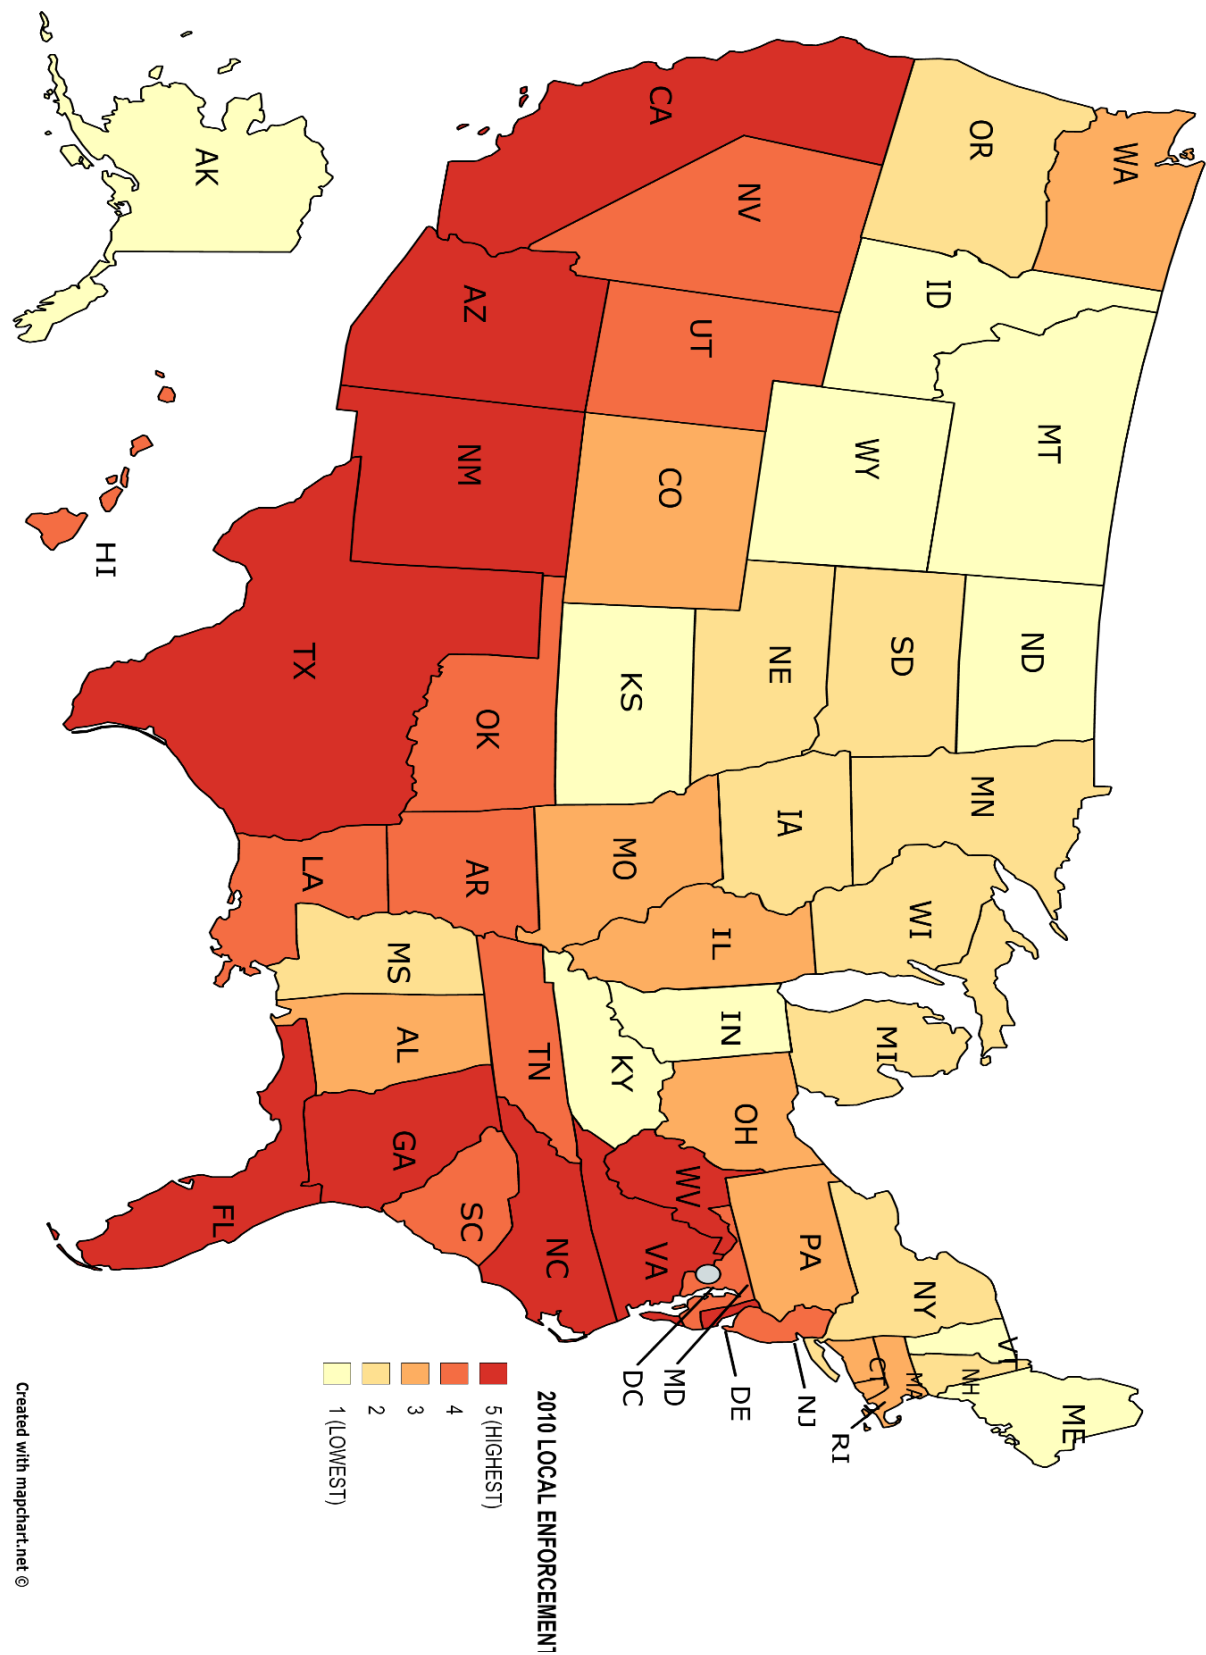 WA
OR
CA
NV
ID
MT
WY
UT
AZ
CO
NM
ND
SD
NE
KS
OK
TX
MN
IA
MO
AR
LA
WI
IL
MS
MI
IN
KY
TN
AL
OH
WV
VA
NC
SC
GA
FL
PA
NY
VT
NH
ME
MA
CT
RI
NJ
DE
MD
DC
AK
HI
2010 LOCAL ENFORCEMENT
5 (HIGHEST)
4
3
2
1 (LOWEST)
Created with mapchart.net ©